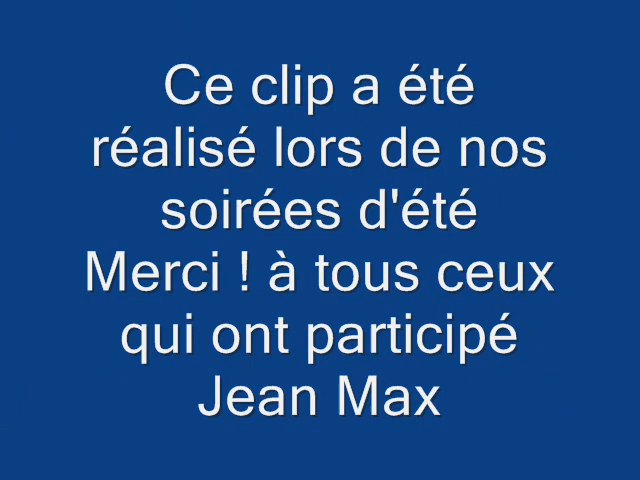 Ce clip a été
réalisé lors de nos
soirées d'été
Merci ! à tous ceux
qui ont participé
Jean Max